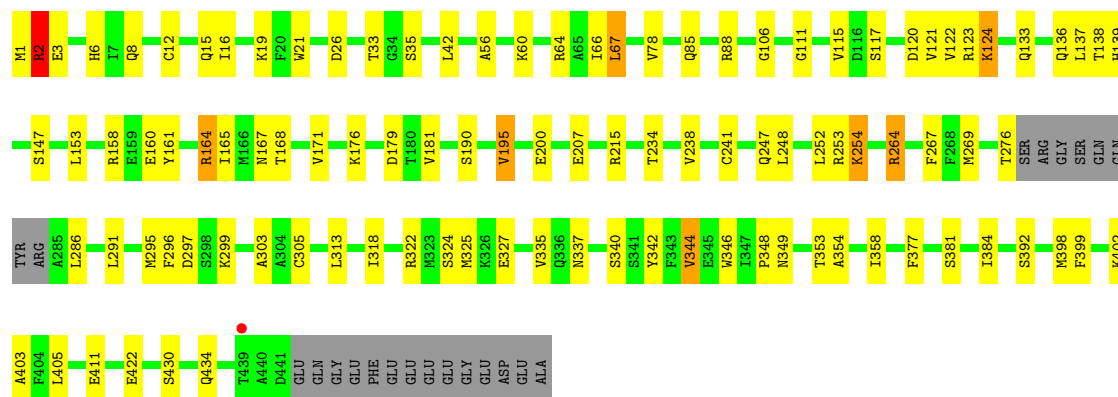 M1 R2 E3 H6 I7 Q8 C12 Q15 I16 K19 F20 W21 D26 T33 G34 S35 L42 A56 K60 R64 A65 I66 L67 V78 Q85 R88 G106 G111 V115 D116 S117 D120 V121 V122 R123 K124 Q133 Q136 L137 T138 H139
S147 L153 R158 E159 E160 Y161 R164 I165 M166 N167 T168 V171 K176 D179 T180 V181 S190 V195 E200 E207 R215 T234 V238 C241 Q247 L248 L252 R253 K254 R264 F267 F268 M269 T276 SER ARG GLY SER GLN GLN
TYR ARG A285 L286 L291 M295 F296 D297 S298 K299 A303 A304 C305 L313 I318 R322 M323 S324 M325 K326 E327 V335 Q336 N337 S340 S341 Y342 F343 V344 E345 W346 I347 P348 N349 T353 A354 I358 F377 S381 I384 S392 M398 F399 K402
A403 F404 L405 E411 E422 S430 Q434 T439 A440 D441 GLU GLN GLY GLU PHE GLU GLU GLU GLU GLY GLU ASP GLU ALA